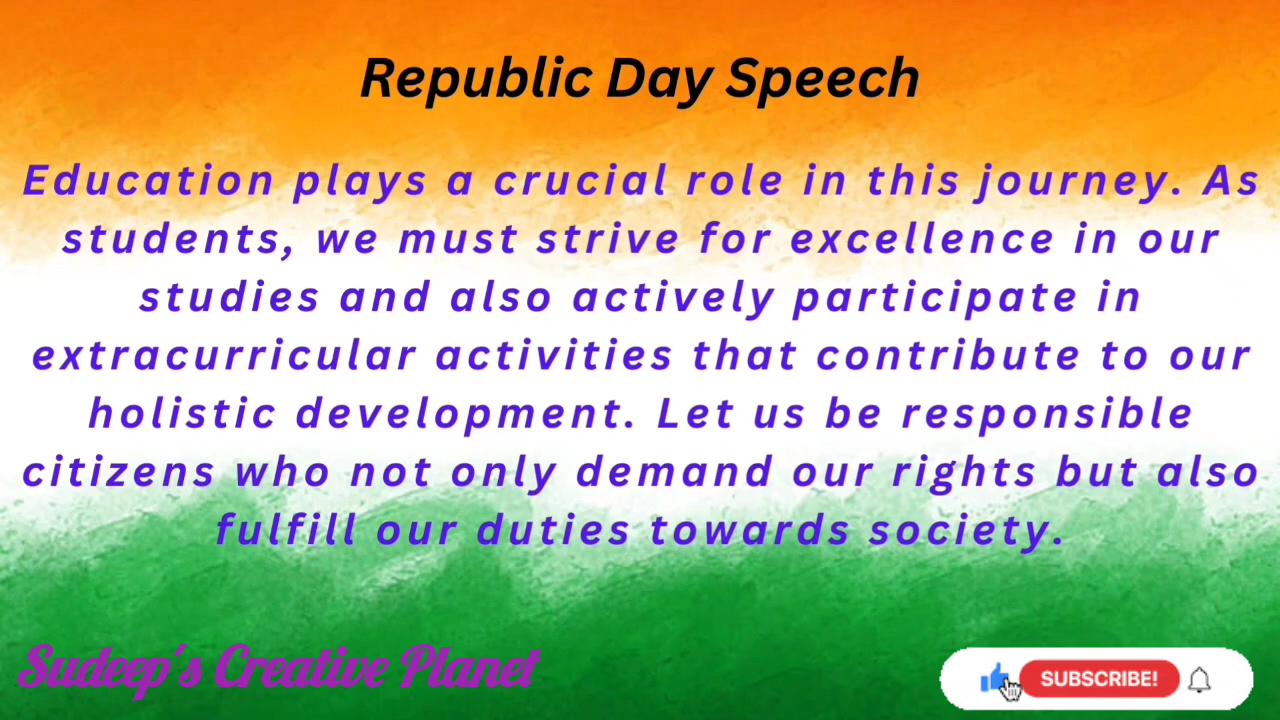 Republic Day Speech
Education plays a crucial role in this journey. As
students, we must strive for excellence in our
studies and also actively participate in
extracurricular activities that contribute to our
holistic development. Let us be responsible
citizens who not only demand our rights but also
fulfill our duties towards society.
Sudeep's Creative Planet
SUBSCRIBE!